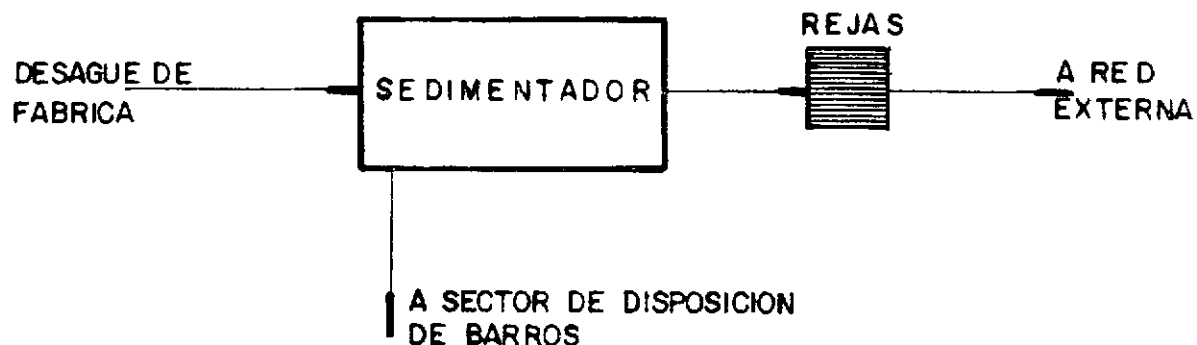 REJAS
DESAGUE DE
FABRICA
SEDIMENTADOR
A RED
EXTERNA
A SECTOR DE DISPOSICION
DE BARROS